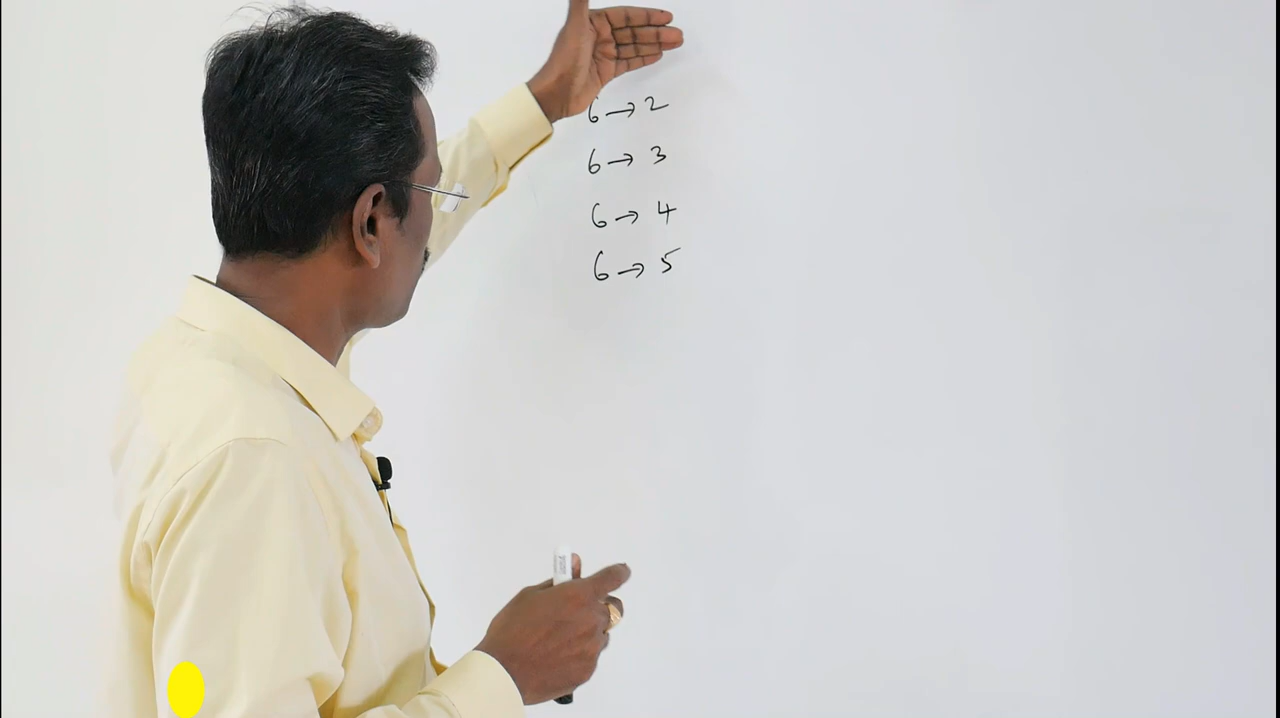 6 → 2
6 → 3
6 → 4
6 → 5